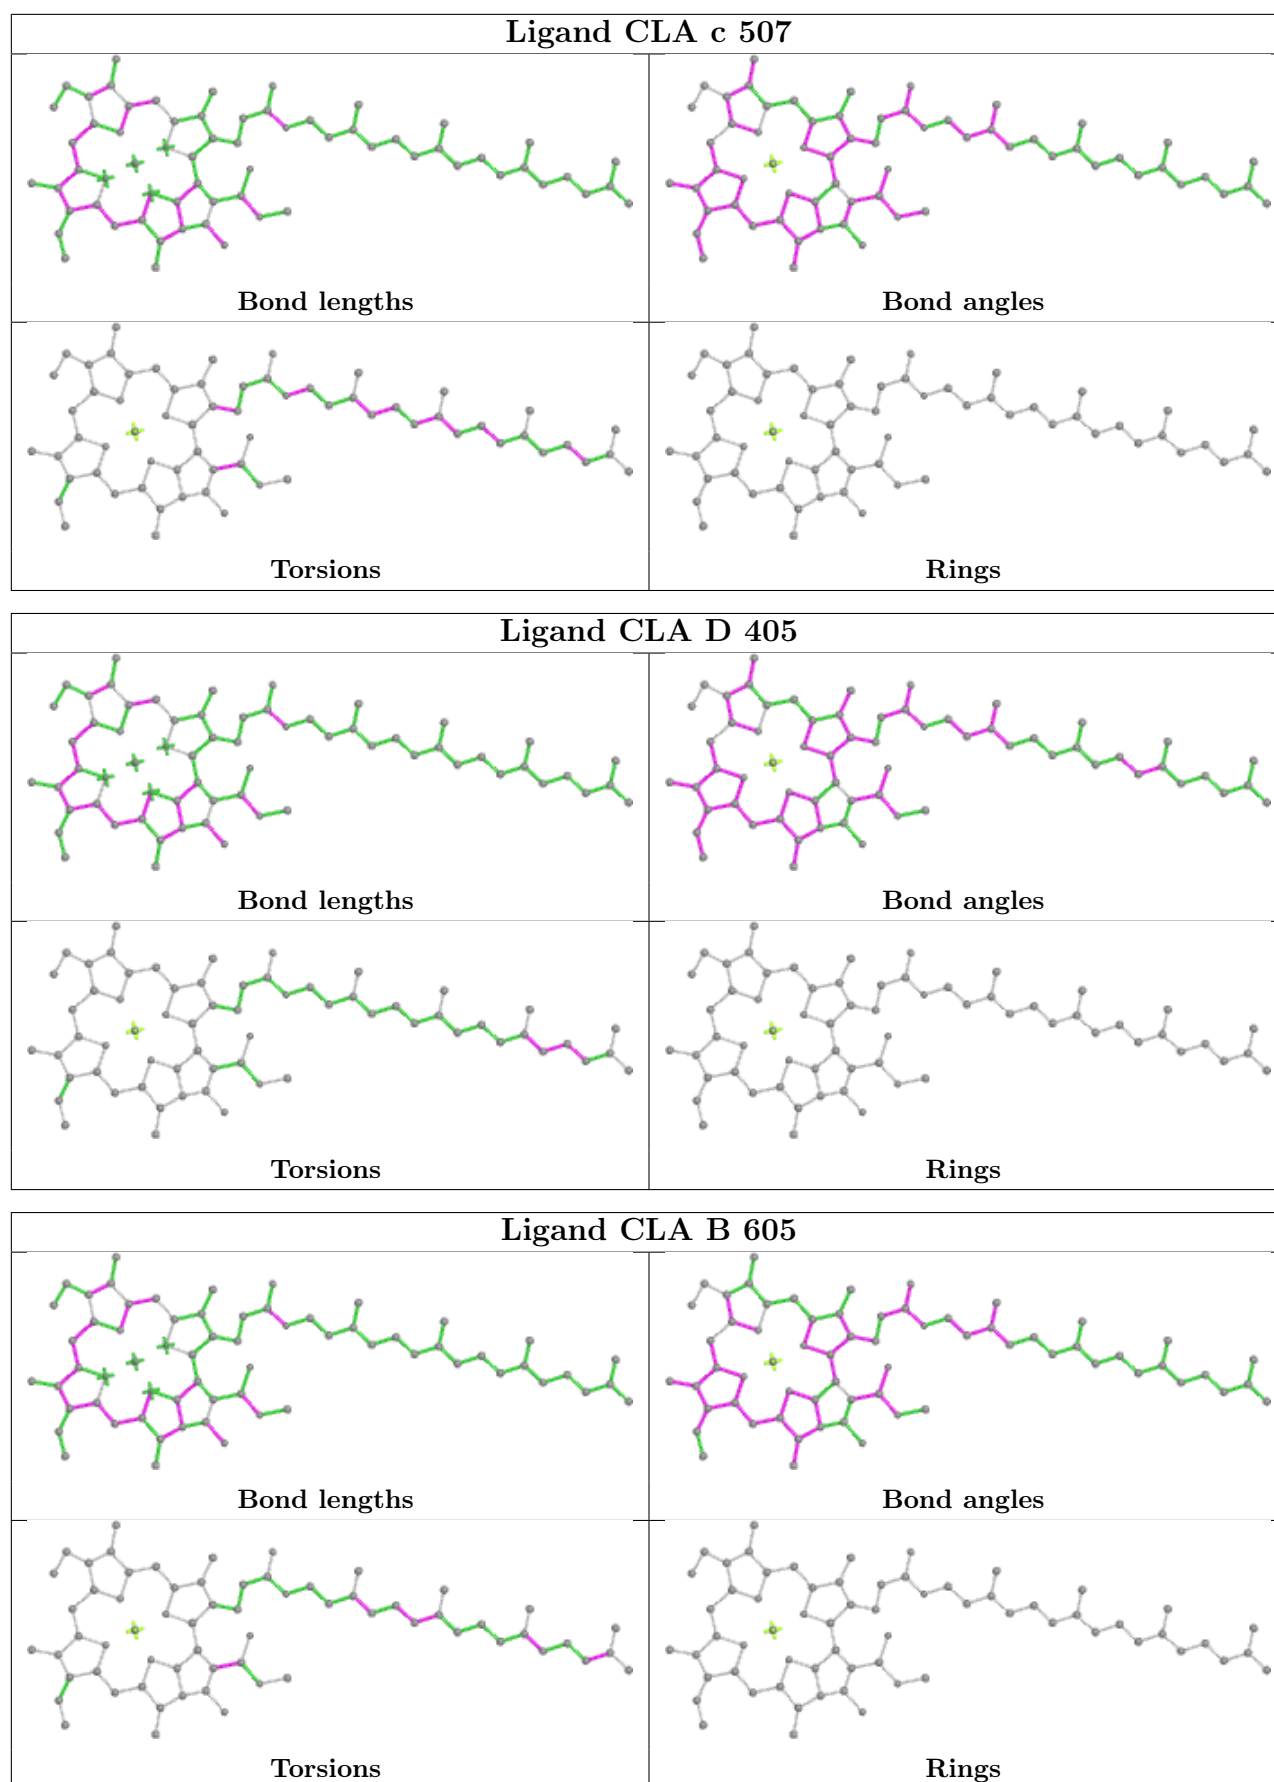 Ligand CLA c 507
Bond lengths
Bond angles
Torsions
Rings
Ligand CLA D 405
Bond lengths
Bond angles
Torsions
Rings
Ligand CLA B 605
Bond lengths
Bond angles
Torsions
Rings